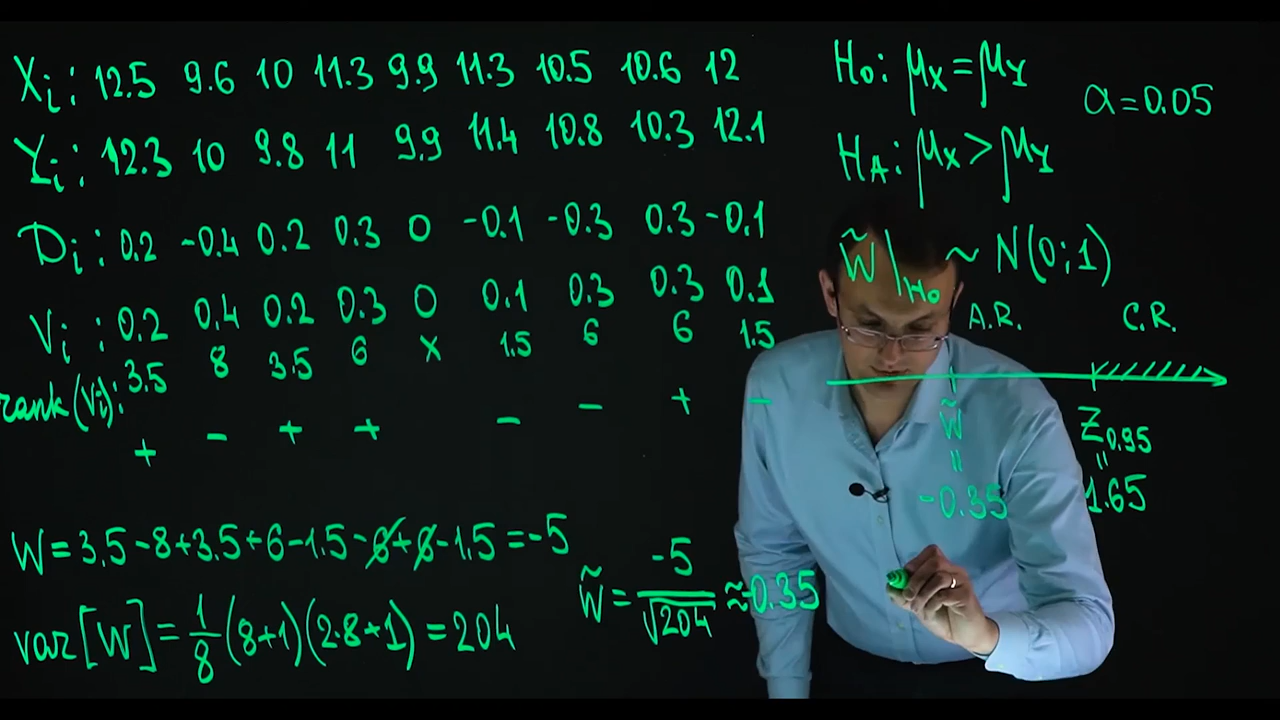 Xi: 12.5 9.6 10 11.3 9.9 11.3 10.5 10.6 12
Yi: 12.3 10 9.8 11 9.9 11.4 10.8 10.3 12.1
Di: 0.2 -0.4 0.2 0.3 0 -0.1 -0.3 0.3 -0.1
Vi: 0.2 0.4 0.2 0.3 0 0.1 0.3 0.3 0.1
rank(Vi): 3.5 8 3.5 6 x 1.5 6 6 1.5
+ - + + - - + -
W = 3.5 - 8 + 3.5 + 6 - 1.5 - 6 + 6 - 1.5 = -5
var[W] = 1/8 (8+1)(2·8+1) = 204
W̃ = -5/√204 ≈ -0.35
H0: μX = μY
HA: μX > μY
α = 0.05
W̃|H0 ~ N(0;1)
A.R. C.R.
W̃ = -0.35
Z0.95 = 1.65